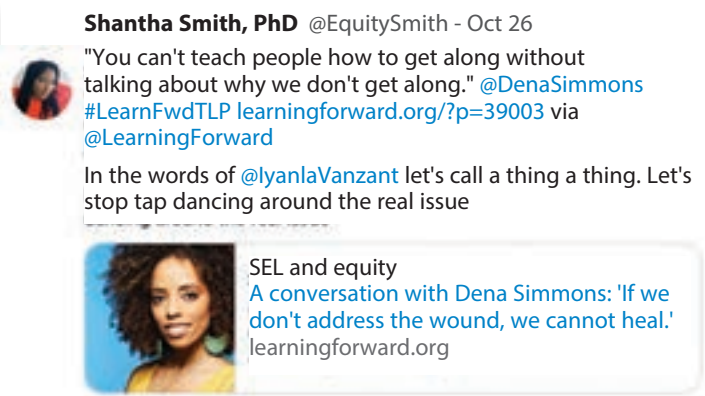 Shantha Smith, PhD @EquitySmith - Oct 26
"You can't teach people how to get along without
talking about why we don't get along." @DenaSimmons
#LearnFwdTLP learningforward.org/?p=39003 via
@LearningForward
In the words of @IyanlaVanzant let's call a thing a thing. Let's
stop tap dancing around the real issue
SEL and equity
A conversation with Dena Simmons: 'If we
don't address the wound, we cannot heal.'
learningforward.org